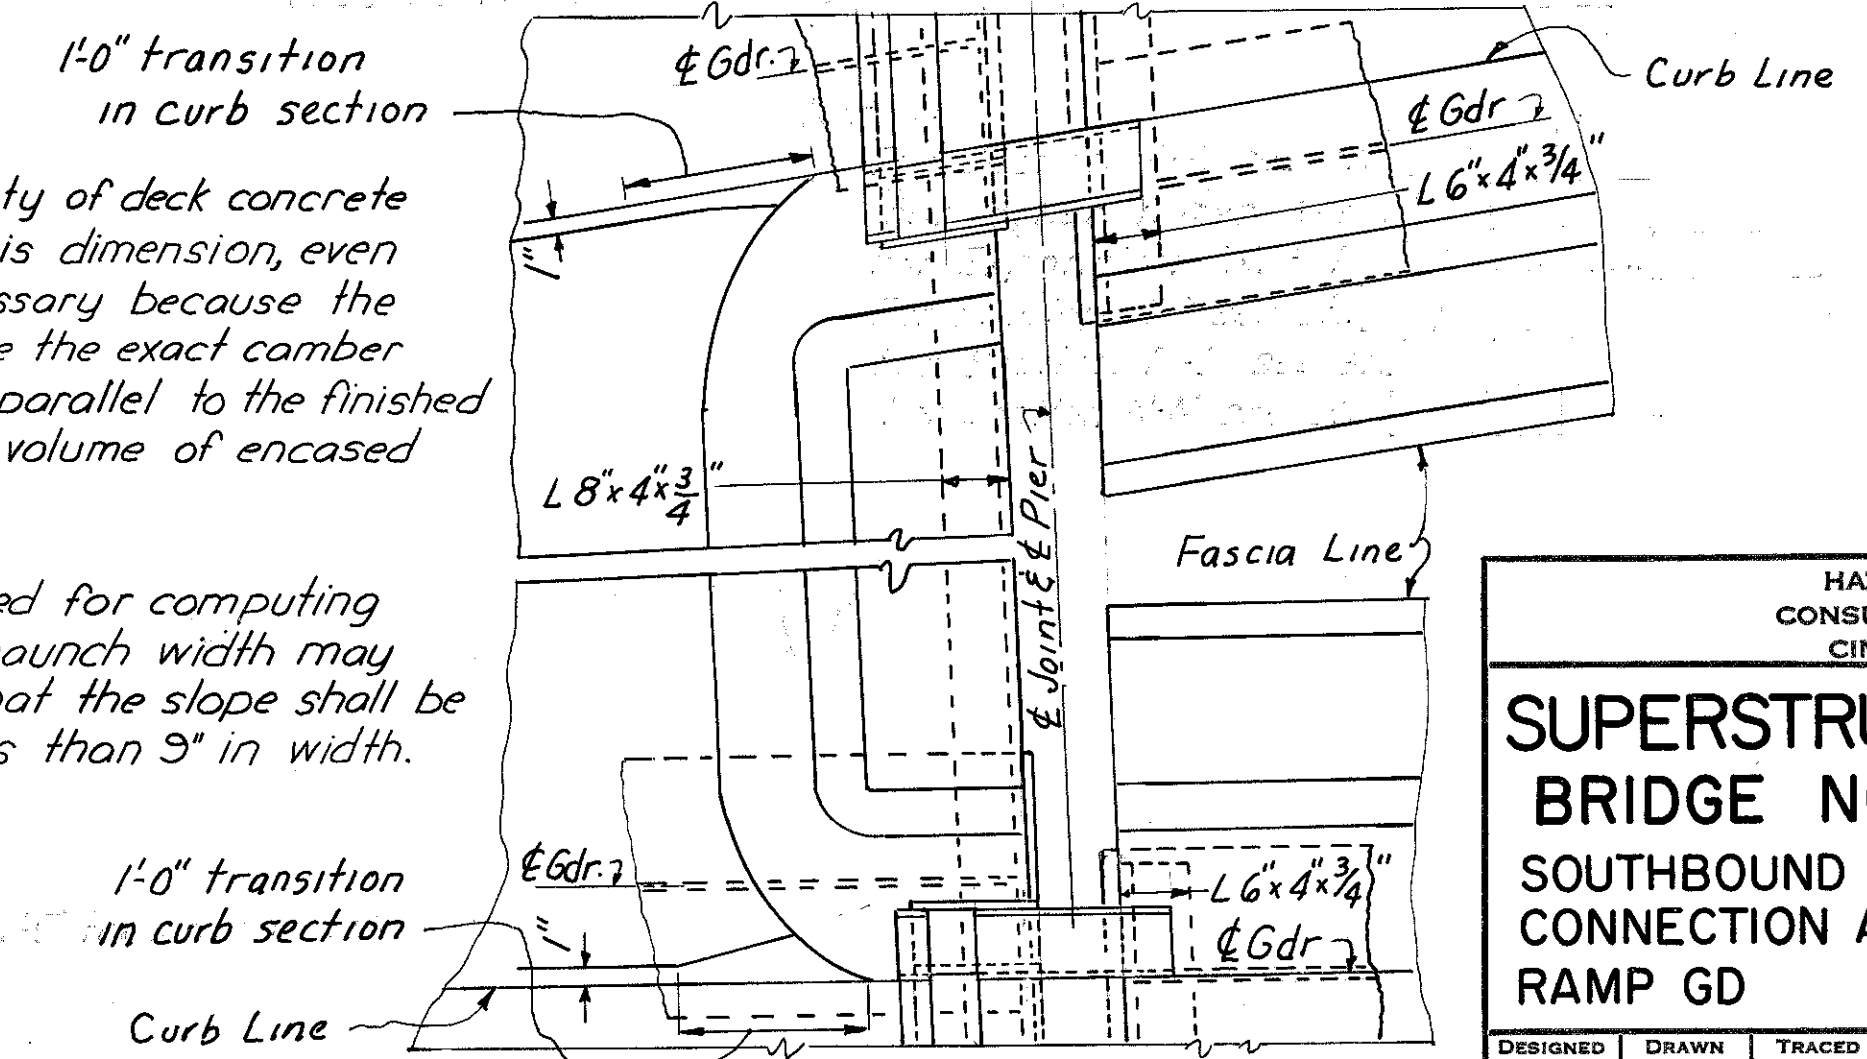 1'-0" transition
in curb section
℄ Gdr.
Curb Line
℄ Gdr
L 6" x 4" x 3/4"
ty of deck concrete
is dimension, even
ssary because the
e the exact camber
parallel to the finished
volume of encased
1"
L 8" x 4" x 3/4"
℄ Joint & ℄ Pier
Fascia Line
ed for computing
aunch width may
at the slope shall be
s than 9" in width.
℄ Gdr.
L 6" x 4" x 3/4"
℄ Gdr
1'-0" transition
in curb section
1"
Curb Line
HA
CONSU
CIN
SUPERSTRU
BRIDGE N
SOUTHBOUND
CONNECTION A
RAMP GD
DESIGNED | DRAWN | TRACED